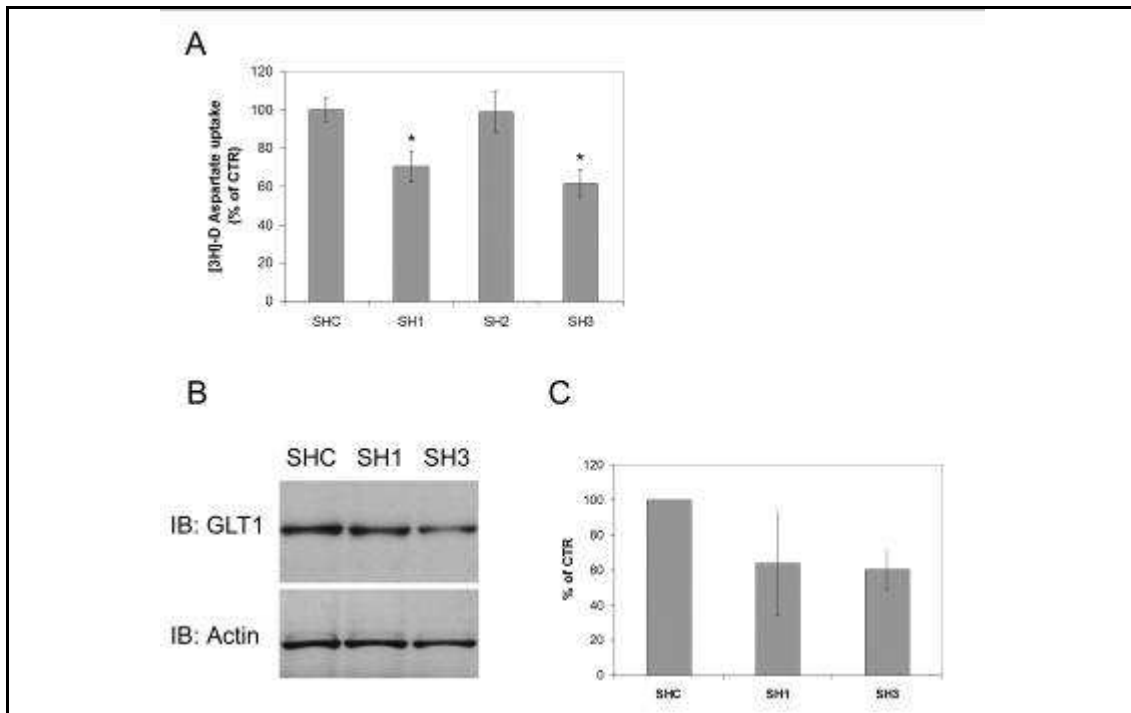 A
[3H]-D Aspartate uptake
(% of CTR)
120
100
80
60
40
20
0
*
*
SHC SH1 SH2 SH3
B
SHC SH1 SH3
IB: GLT1
IB: Actin
C
% of CTR
120
100
80
60
40
20
0
SHC SH1 SH3